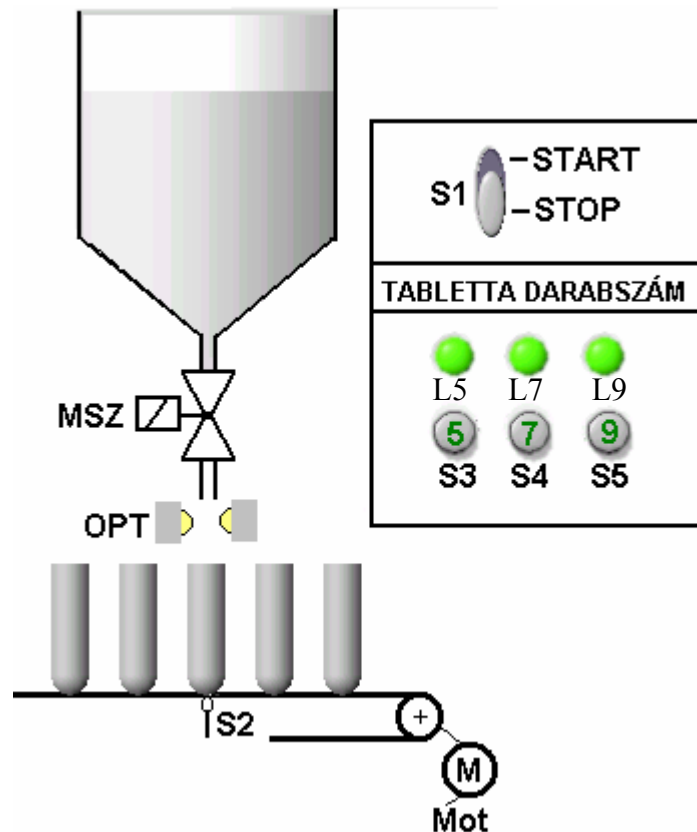 START
S1
STOP
TABLETTA DARABSZÁM
L5 L7 L9
5 7 9
S3 S4 S5
MSZ
OPT
S2
M
Mot